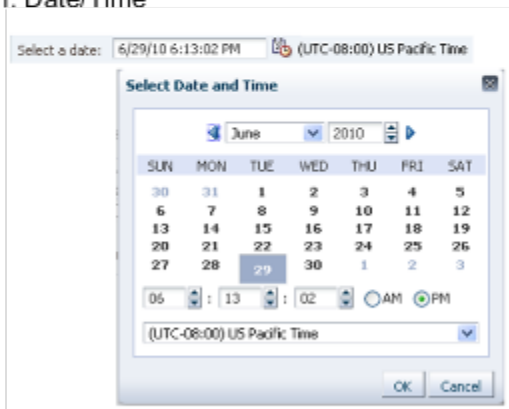 Date/Time
Select a date: 6/29/10 6:13:02 PM (UTC-08:00) US Pacific Time
Select Date and Time
June 2010
SUN MON TUE WED THU FRI SAT
30 31 1 2 3 4 5
6 7 8 9 10 11 12
13 14 15 16 17 18 19
20 21 22 23 24 25 26
27 28 29 30 1 2 3
06 : 13 : 02 AM PM
(UTC-08:00) US Pacific Time
OK Cancel